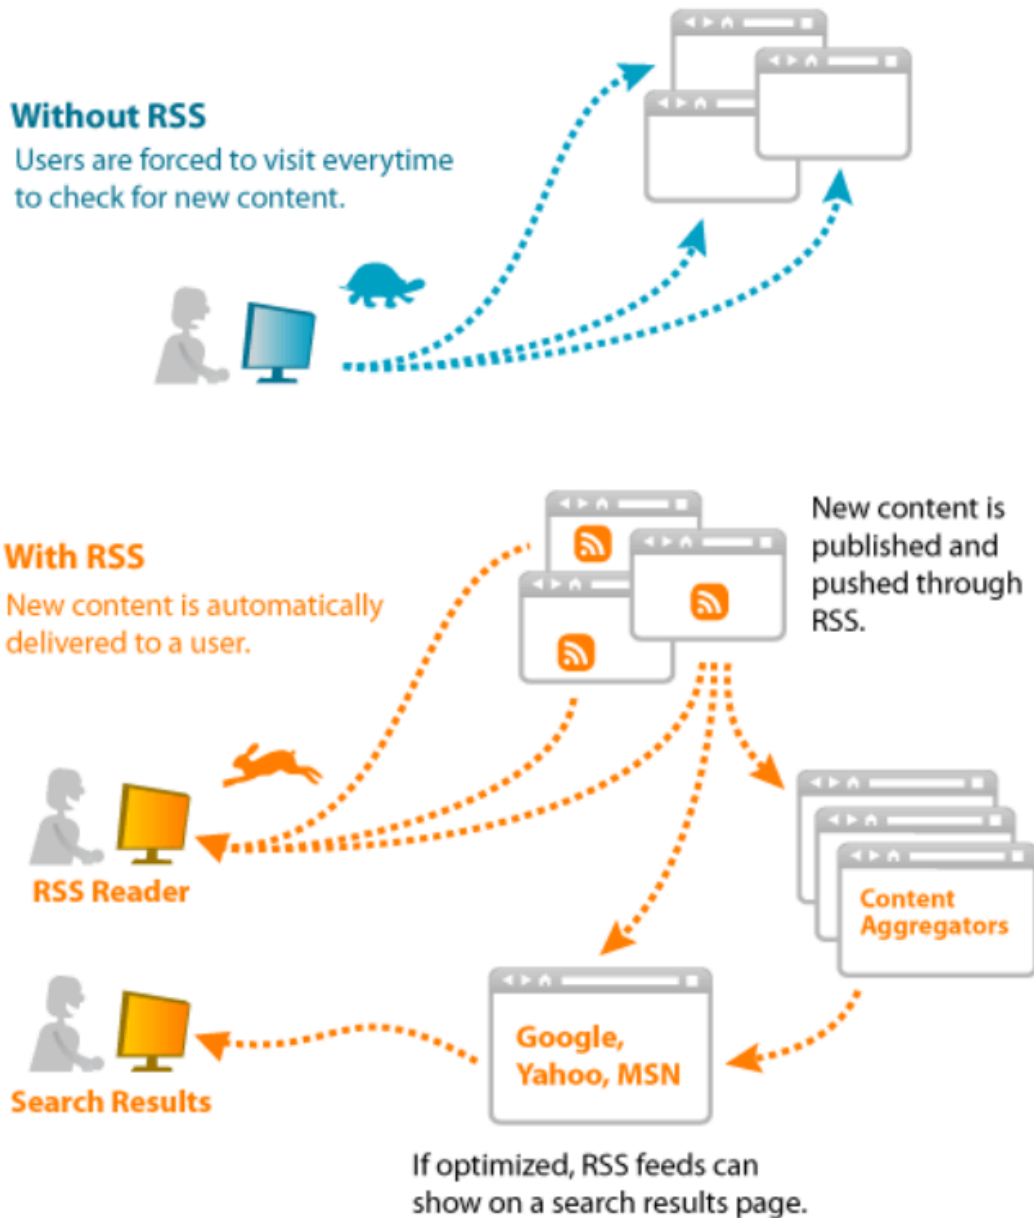 Without RSS
Users are forced to visit everytime
to check for new content.
With RSS
New content is automatically
delivered to a user.
New content is
published and
pushed through
RSS.
RSS Reader
Content
Aggregators
Google,
Yahoo, MSN
Search Results
If optimized, RSS feeds can
show on a search results page.